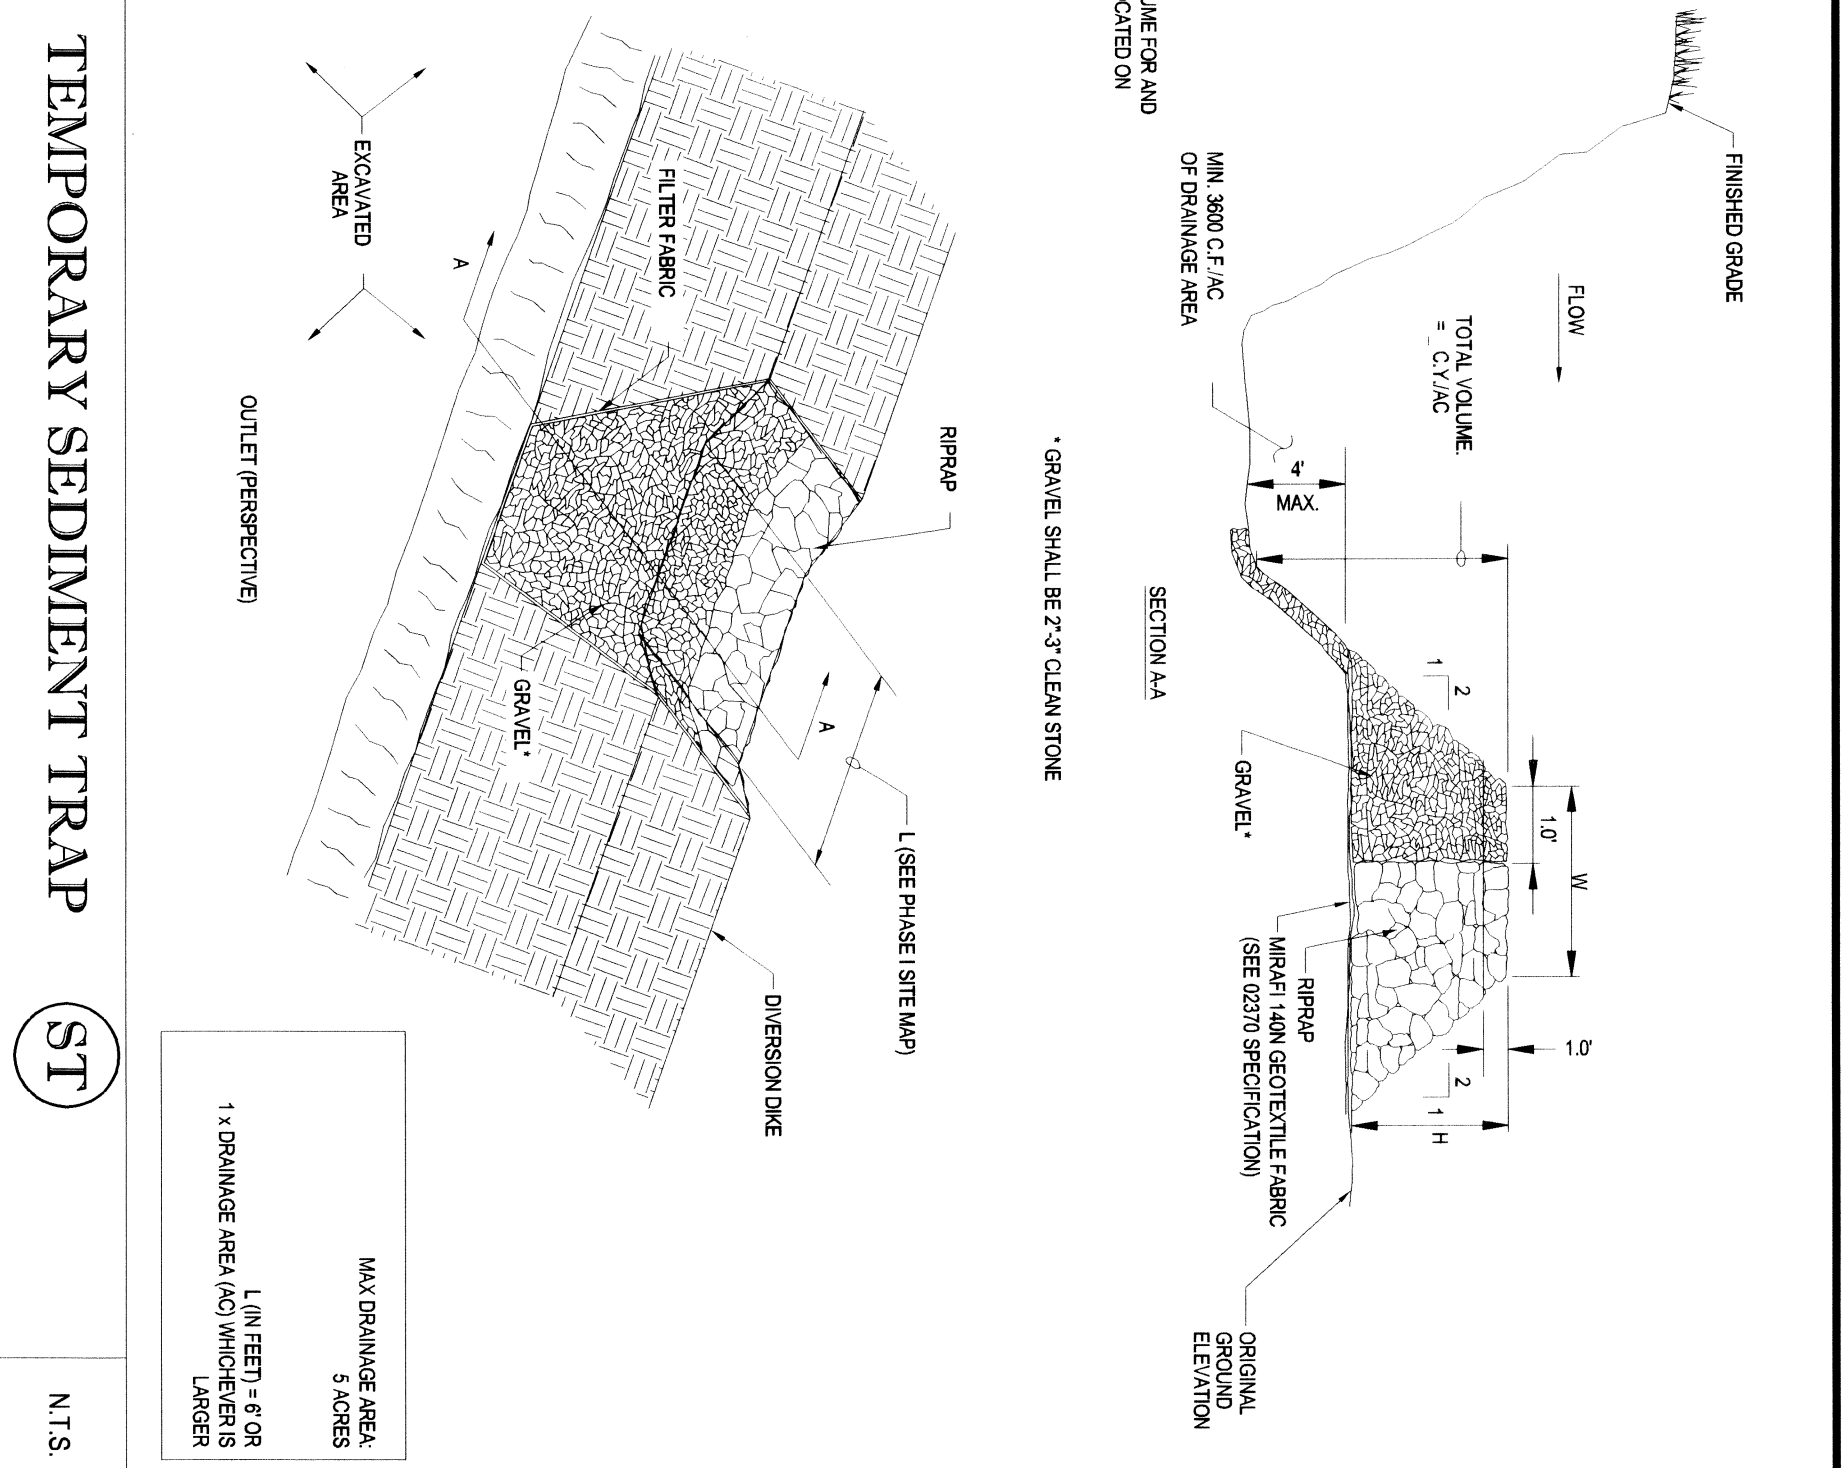 UME FOR AND
CATED ON
FINISHED GRADE
FLOW
TOTAL VOLUME.
= C.Y./AC
MIN. 3600 C.F./AC
OF DRAINAGE AREA
4'
MAX.
1
2
1.0'
W
1.0'
2
1
H
SECTION A-A
GRAVEL*
RIPRAP
MIRAFI 140N GEOTEXTILE FABRIC
(SEE 02370 SPECIFICATION)
ORIGINAL
GROUND
ELEVATION
* GRAVEL SHALL BE 2"-3" CLEAN STONE
RIPRAP
FILTER FABRIC
A
A
L (SEE PHASE I SITE MAP)
GRAVEL*
DIVERSION DIKE
EXCAVATED
AREA
OUTLET (PERSPECTIVE)
MAX DRAINAGE AREA:
5 ACRES
L (IN FEET) = 6' OR
1 x DRAINAGE AREA (AC) WHICHEVER IS
LARGER
TEMPORARY SEDIMENT TRAP
ST
N.T.S.